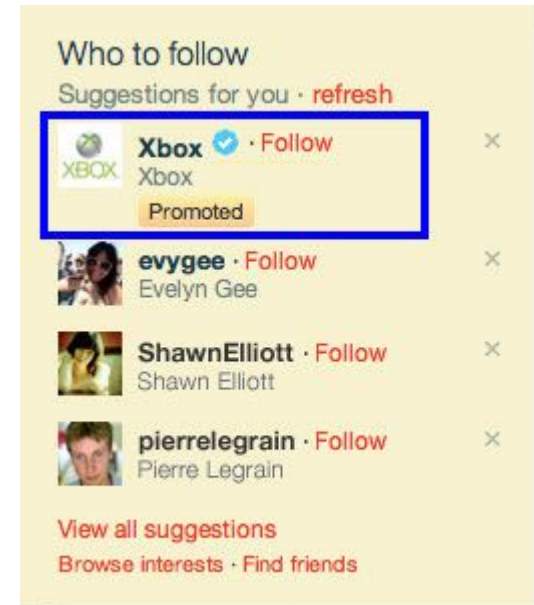 Who to follow
Suggestions for you · refresh
XBOX
Xbox · Follow ×
Xbox
Promoted
evygee · Follow ×
Evelyn Gee
ShawnElliott · Follow ×
Shawn Elliott
pierrelegrain · Follow ×
Pierre Legrain
View all suggestions
Browse interests · Find friends